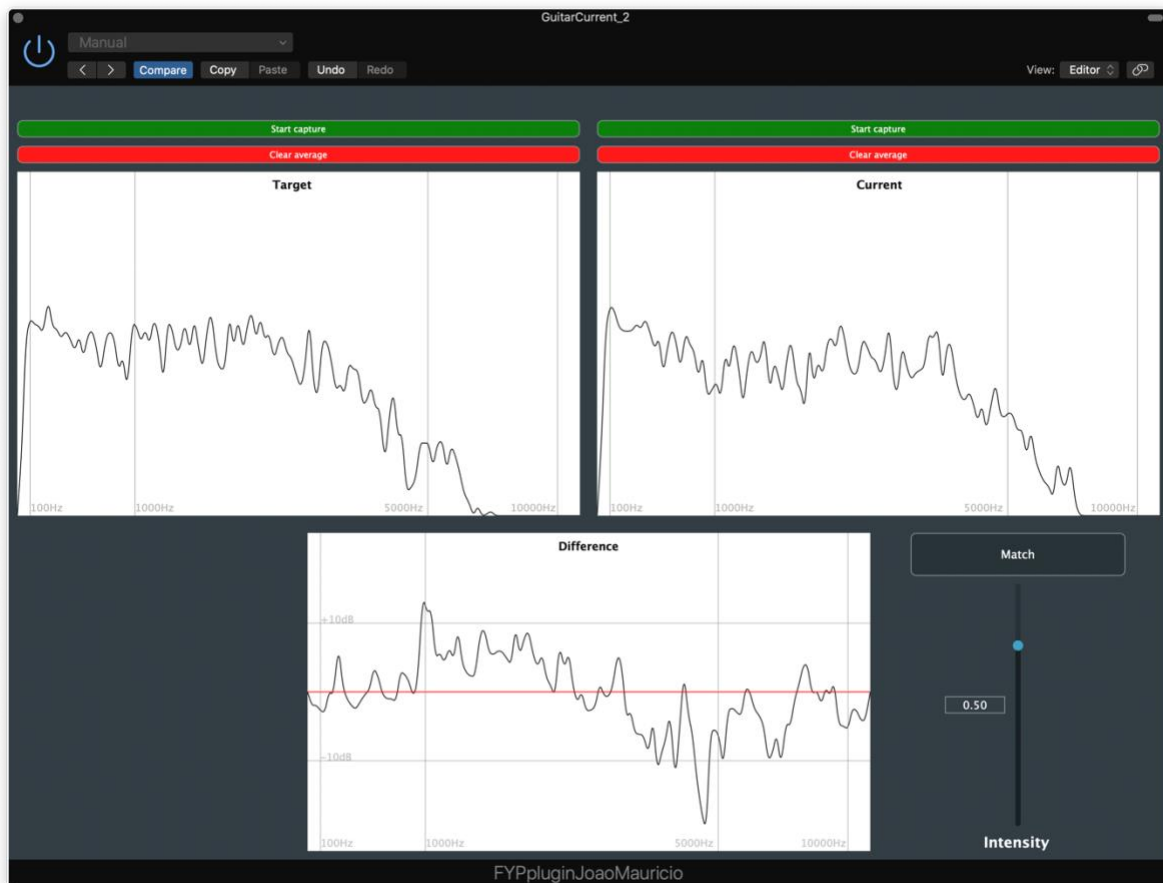 GuitarCurrent_2
Manual
Compare Copy Paste Undo Redo View: Editor
Start capture
Clear average
Target
100Hz 1000Hz 5000Hz 10000Hz
Start capture
Clear average
Current
100Hz 1000Hz 5000Hz 10000Hz
Difference
+10dB
-10dB
100Hz 1000Hz 5000Hz 10000Hz
Match
0.50
Intensity
FYPpluginJoaoMauricio